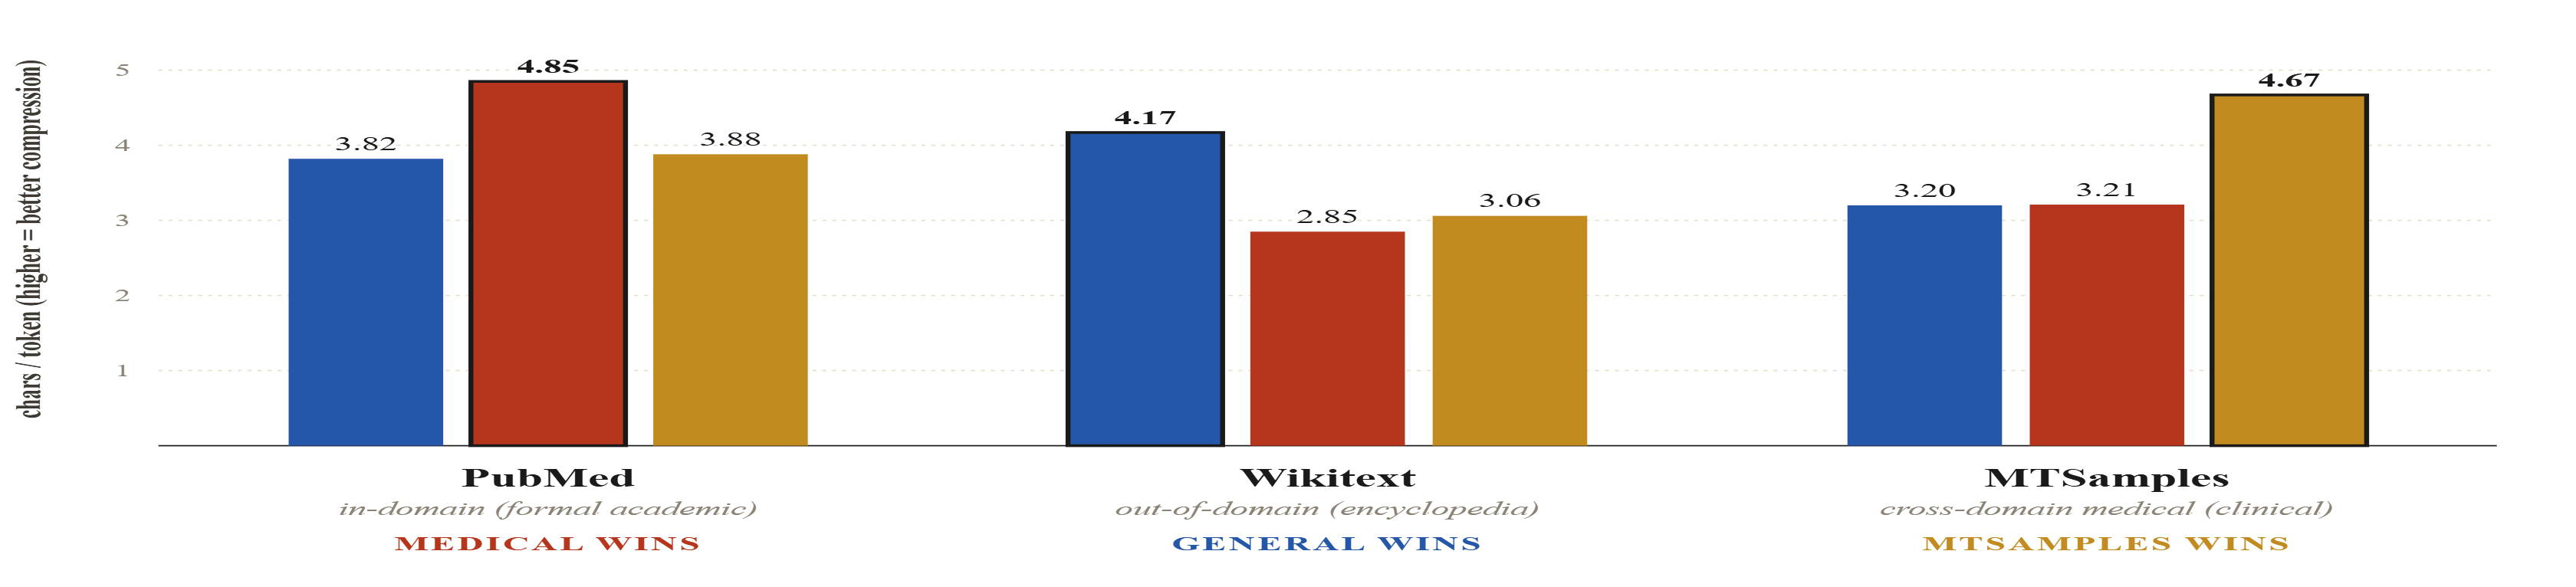 chars / token (higher = better compression)
5
4
3
2
1
3.82
4.85
3.88
4.17
2.85
3.06
3.20
3.21
4.67
PubMed
in-domain (formal academic)
MEDICAL WINS
Wikitext
out-of-domain (encyclopedia)
GENERAL WINS
MTSamples
cross-domain medical (clinical)
MTSAMPLES WINS